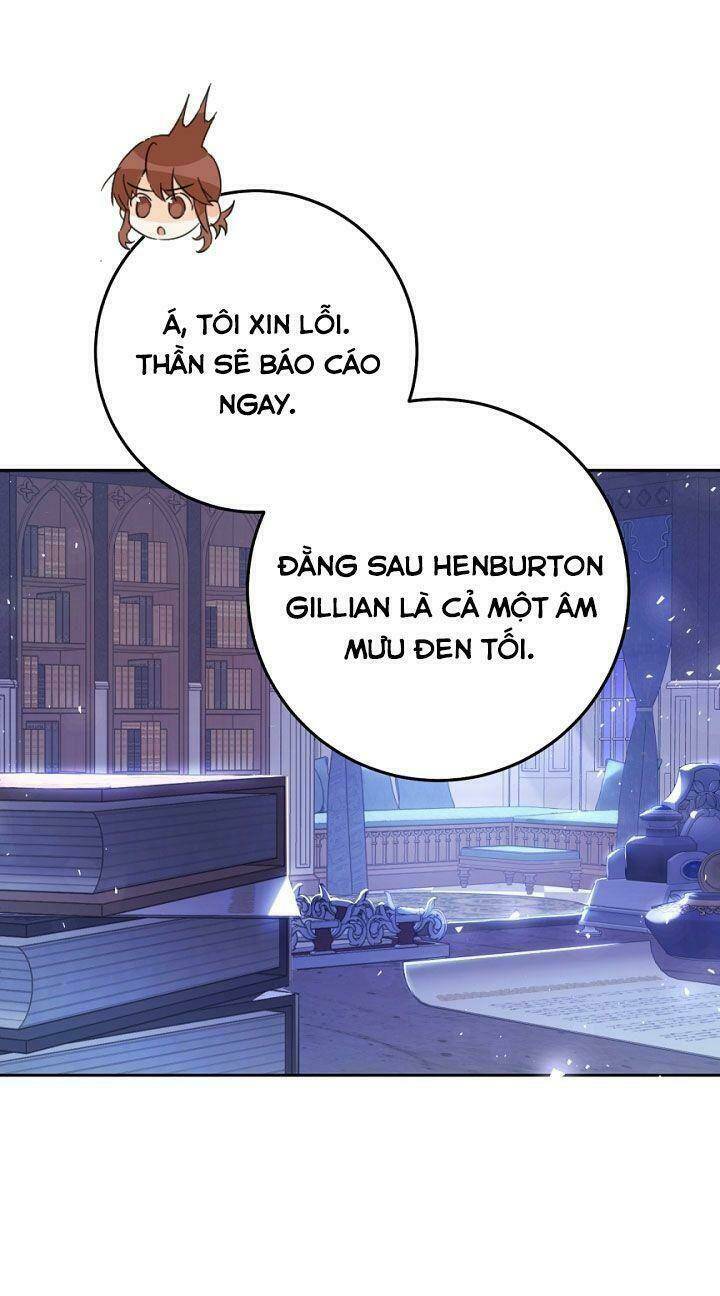 Á, TÔI XIN LỖI.
THẦN SẼ BÁO CÁO
NGAY.
ĐẰNG SAU HENBURTON
GILLIAN LÀ CẢ MỘT ÂM
MƯU ĐEN TỐI.